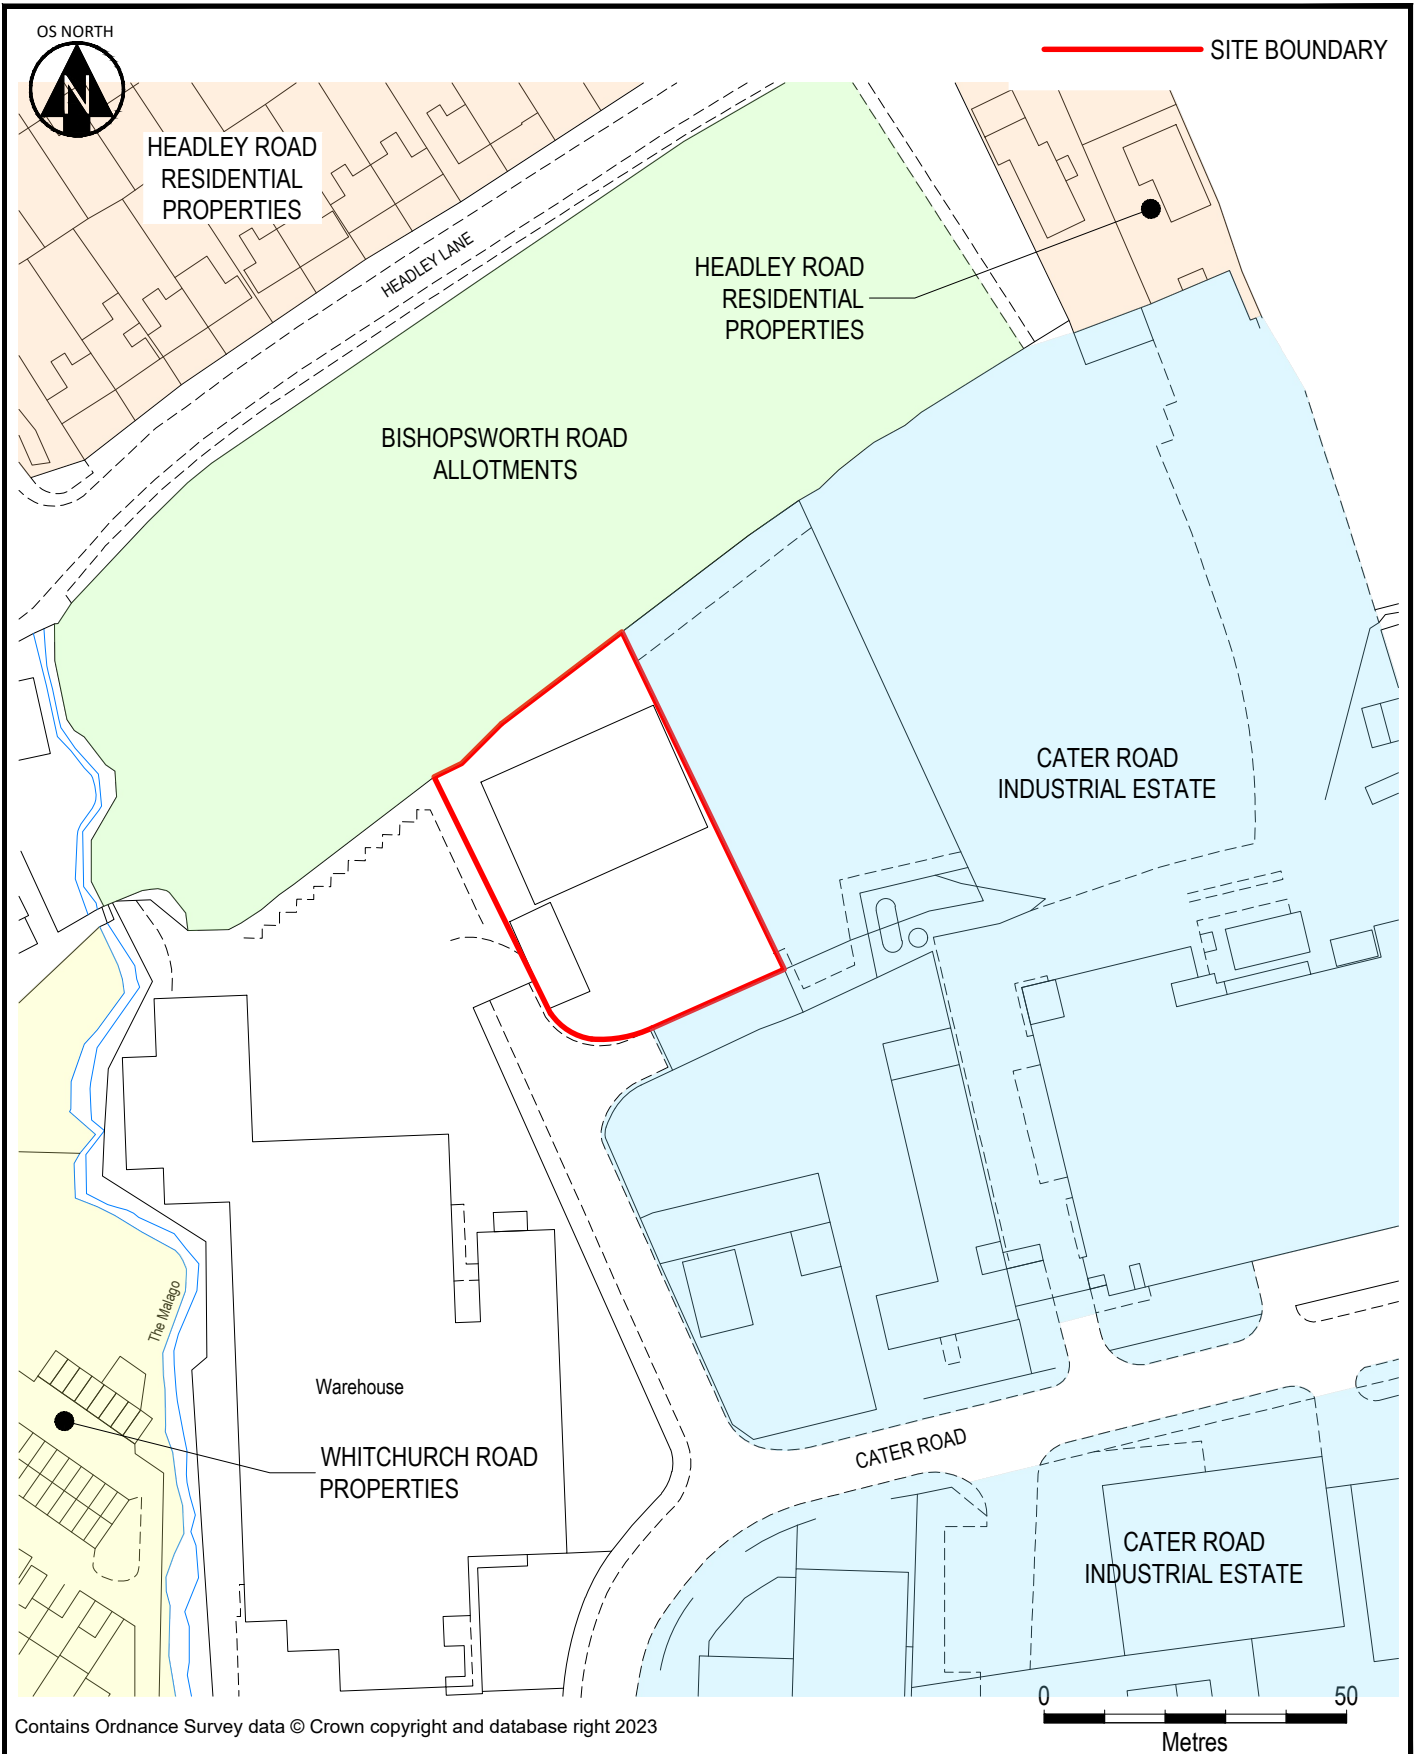 OS NORTH
N
SITE BOUNDARY
HEADLEY ROAD
RESIDENTIAL
PROPERTIES
HEADLEY LANE
HEADLEY ROAD
RESIDENTIAL
PROPERTIES
BISHOPSWORTH ROAD
ALLOTMENTS
CATER ROAD
INDUSTRIAL ESTATE
The Malago
Warehouse
WHITCHURCH ROAD
PROPERTIES
CATER ROAD
CATER ROAD
INDUSTRIAL ESTATE
0 50
Metres
Contains Ordnance Survey data © Crown copyright and database right 2023